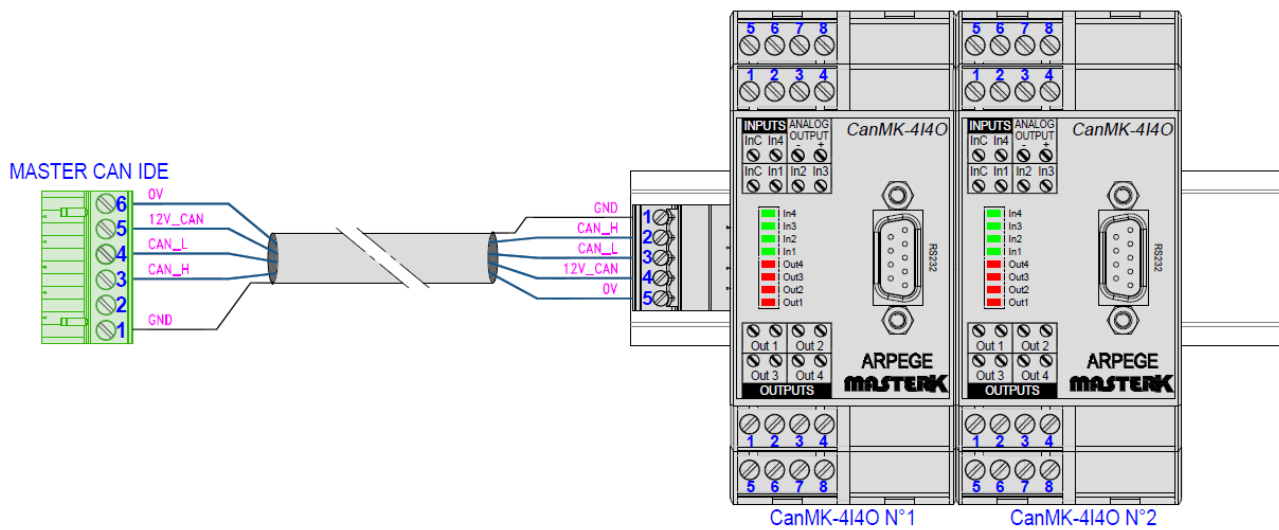 5 6 7 8
1 2 3 4
INPUTS ANALOG OUTPUT
InC In4 - +
InC In1 In2 In3
CanMK-4I4O
In4
In3
In2
In1
Out4
Out3
Out2
Out1
RS232
Out 1 Out 2
Out 3 Out 4
OUTPUTS
ARPEGE
MASTERK
1 2 3 4
5 6 7 8
CanMK-4I4O N°1
5 6 7 8
1 2 3 4
INPUTS ANALOG OUTPUT
InC In4 - +
InC In1 In2 In3
CanMK-4I4O
In4
In3
In2
In1
Out4
Out3
Out2
Out1
RS232
Out 1 Out 2
Out 3 Out 4
OUTPUTS
ARPEGE
MASTERK
1 2 3 4
5 6 7 8
CanMK-4I4O N°2
MASTER CAN IDE
6 0V
5 12V_CAN
4 CAN_L
3 CAN_H
2
1 GND
GND 1
CAN_H 2
CAN_L 3
12V_CAN 4
0V 5